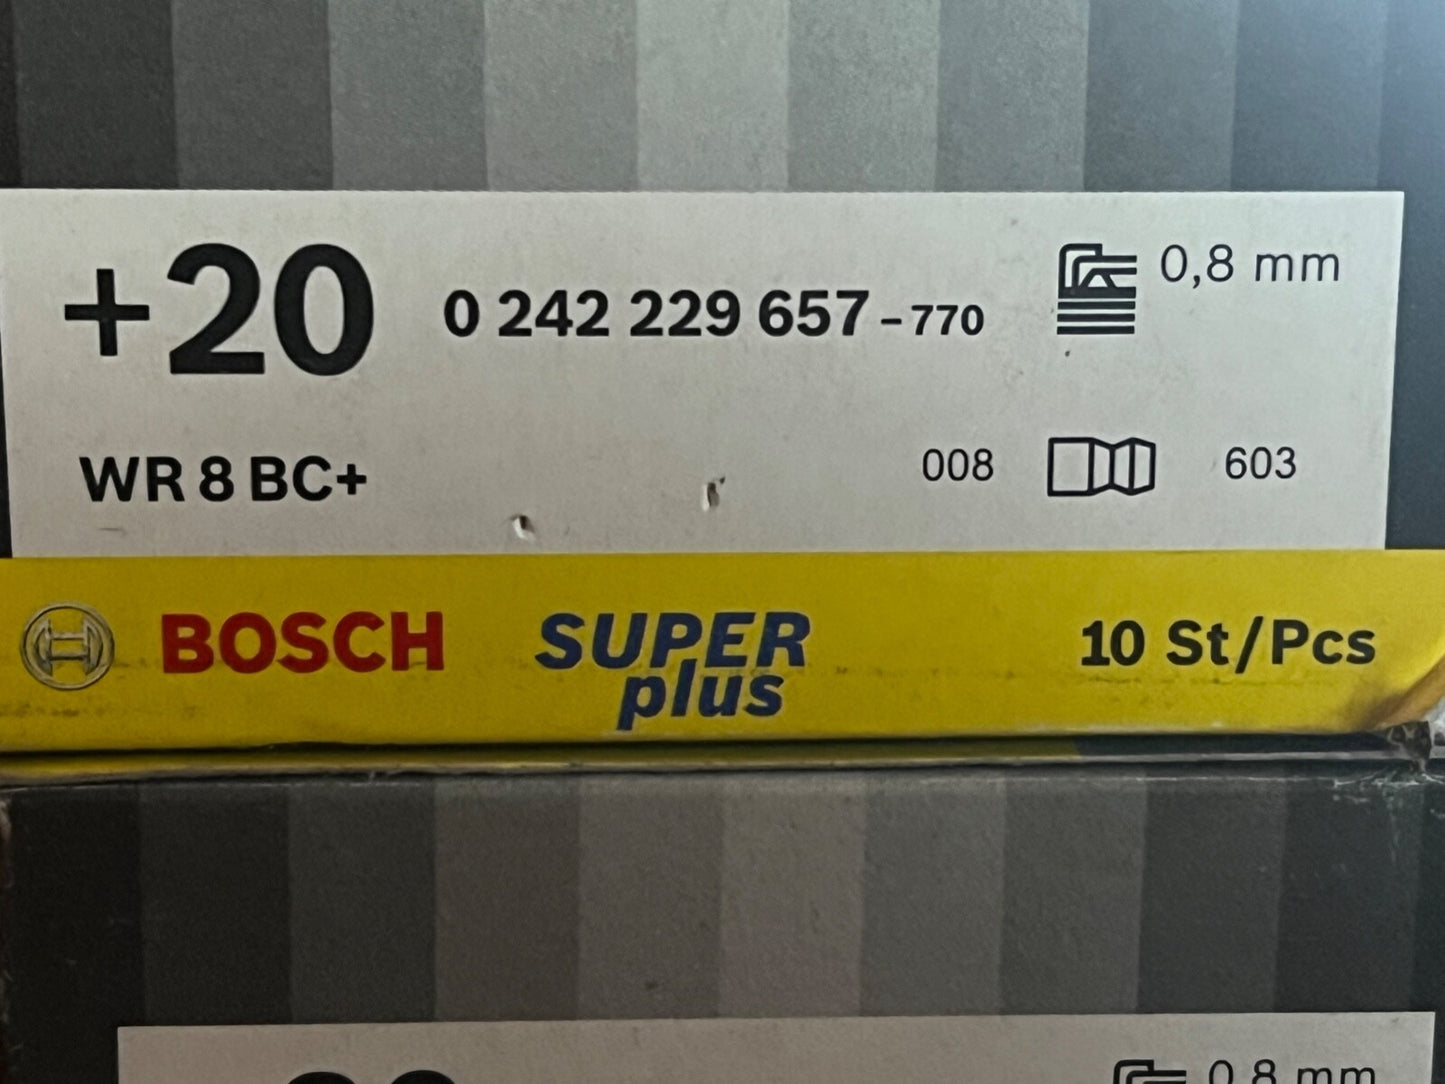 +20 0 242 229 657 - 770 0,8 mm
WR 8 BC+ 008 603
BOSCH SUPER plus 10 St/Pcs
0,8 mm